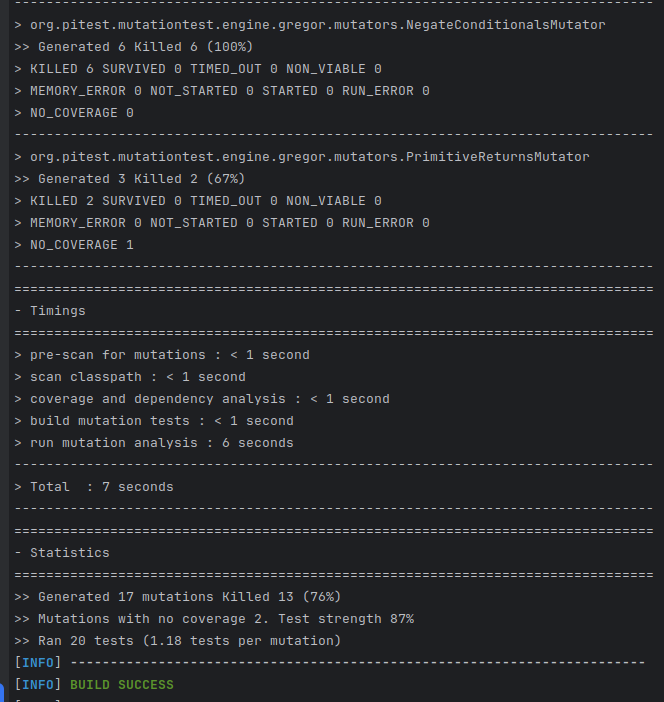 --------------------------------------------------------------------------------
> org.pitest.mutationtest.engine.gregor.mutators.NegateConditionalsMutator
>> Generated 6 Killed 6 (100%)
> KILLED 6 SURVIVED 0 TIMED_OUT 0 NON_VIABLE 0
> MEMORY_ERROR 0 NOT_STARTED 0 STARTED 0 RUN_ERROR 0
> NO_COVERAGE 0
--------------------------------------------------------------------------------
> org.pitest.mutationtest.engine.gregor.mutators.PrimitiveReturnsMutator
>> Generated 3 Killed 2 (67%)
> KILLED 2 SURVIVED 0 TIMED_OUT 0 NON_VIABLE 0
> MEMORY_ERROR 0 NOT_STARTED 0 STARTED 0 RUN_ERROR 0
> NO_COVERAGE 1
--------------------------------------------------------------------------------
================================================================================
- Timings
================================================================================
> pre-scan for mutations : < 1 second
> scan classpath : < 1 second
> coverage and dependency analysis : < 1 second
> build mutation tests : < 1 second
> run mutation analysis : 6 seconds
--------------------------------------------------------------------------------
> Total  : 7 seconds
--------------------------------------------------------------------------------
================================================================================
- Statistics
================================================================================
>> Generated 17 mutations Killed 13 (76%)
>> Mutations with no coverage 2. Test strength 87%
>> Ran 20 tests (1.18 tests per mutation)
[INFO] ------------------------------------------------------------------------
[INFO] BUILD SUCCESS